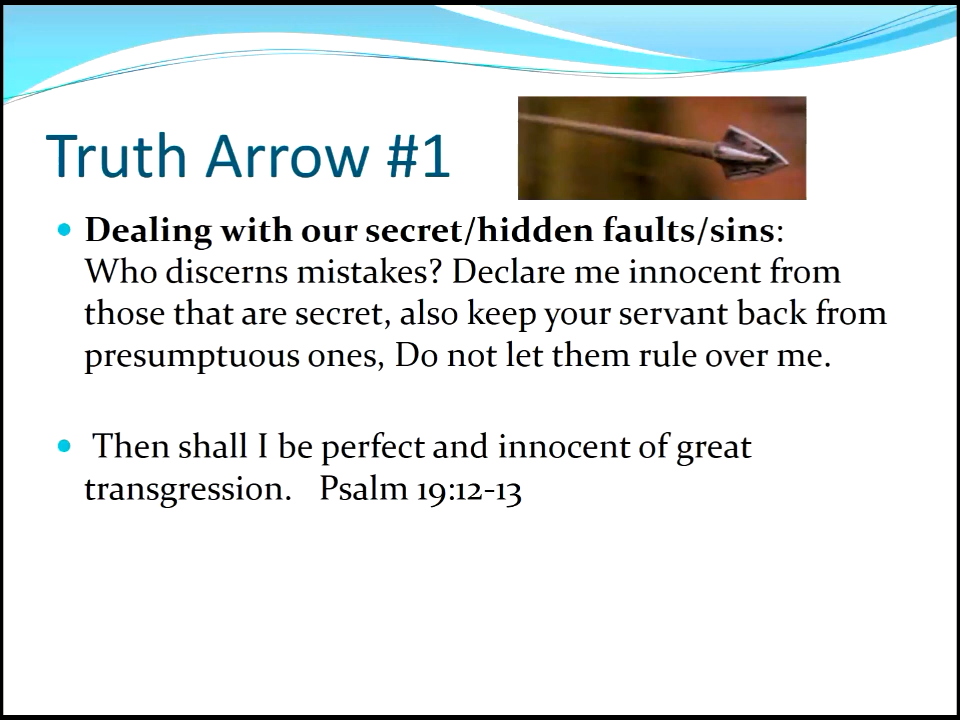 Truth Arrow #1
Dealing with our secret/hidden faults/sins:
Who discerns mistakes? Declare me innocent from
those that are secret, also keep your servant back from
presumptuous ones, Do not let them rule over me.
Then shall I be perfect and innocent of great
transgression. Psalm 19:12-13